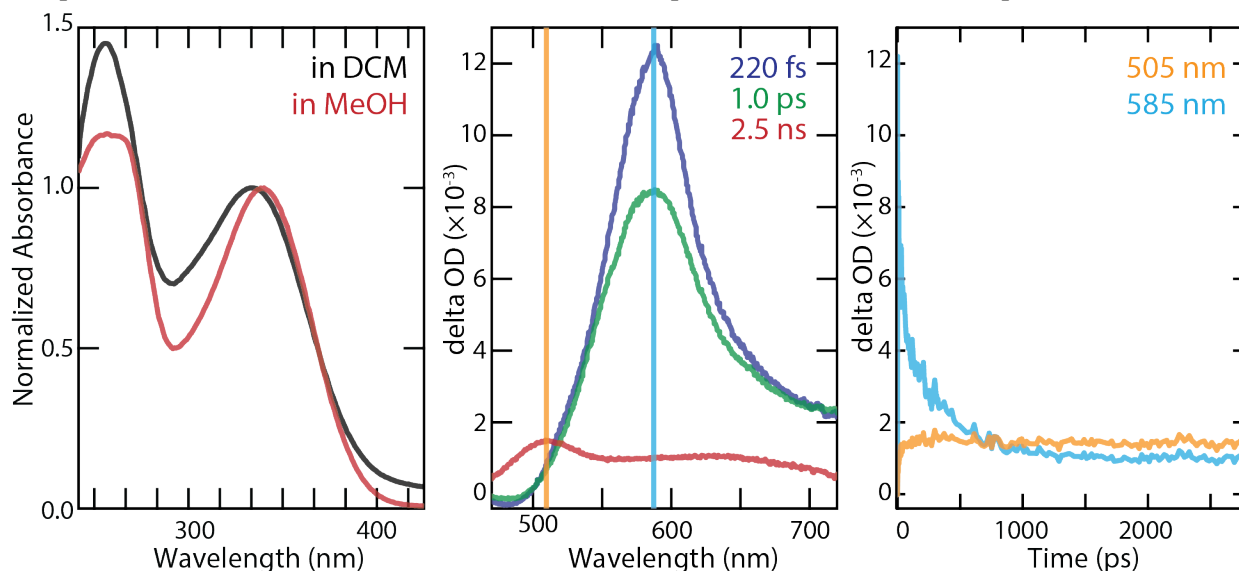 1.5
1.0
0.5
0.0
Normalized Absorbance
in DCM
in MeOH
300
400
Wavelength (nm)
12
10
8
6
4
2
0
delta OD (×10⁻³)
220 fs
1.0 ps
2.5 ns
500
600
700
Wavelength (nm)
12
10
8
6
4
2
0
delta OD (×10⁻³)
505 nm
585 nm
0
1000
2000
Time (ps)